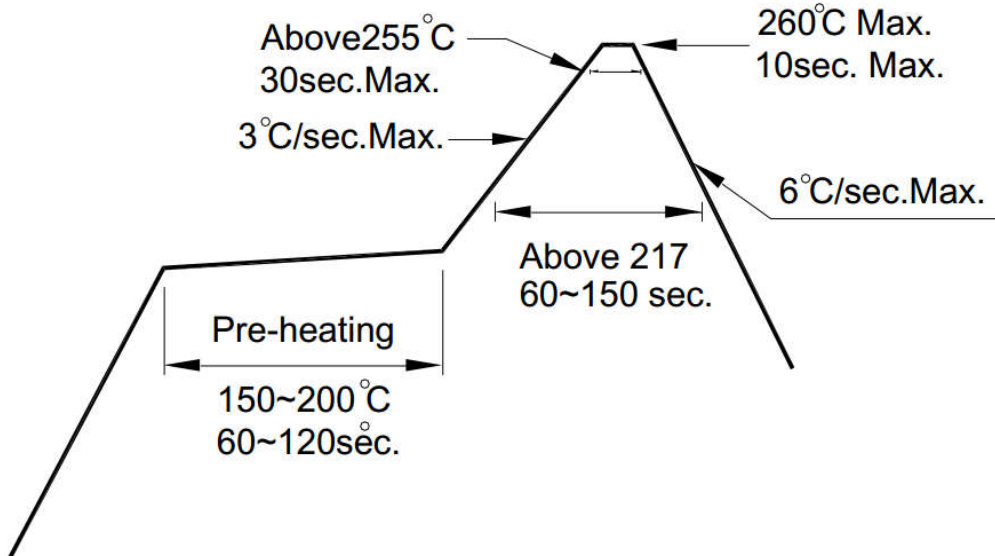 Above255°C
30sec.Max.
260°C Max.
10sec. Max.
3°C/sec.Max.
6°C/sec.Max.
Above 217
60~150 sec.
Pre-heating
150~200°C
60~120sec.